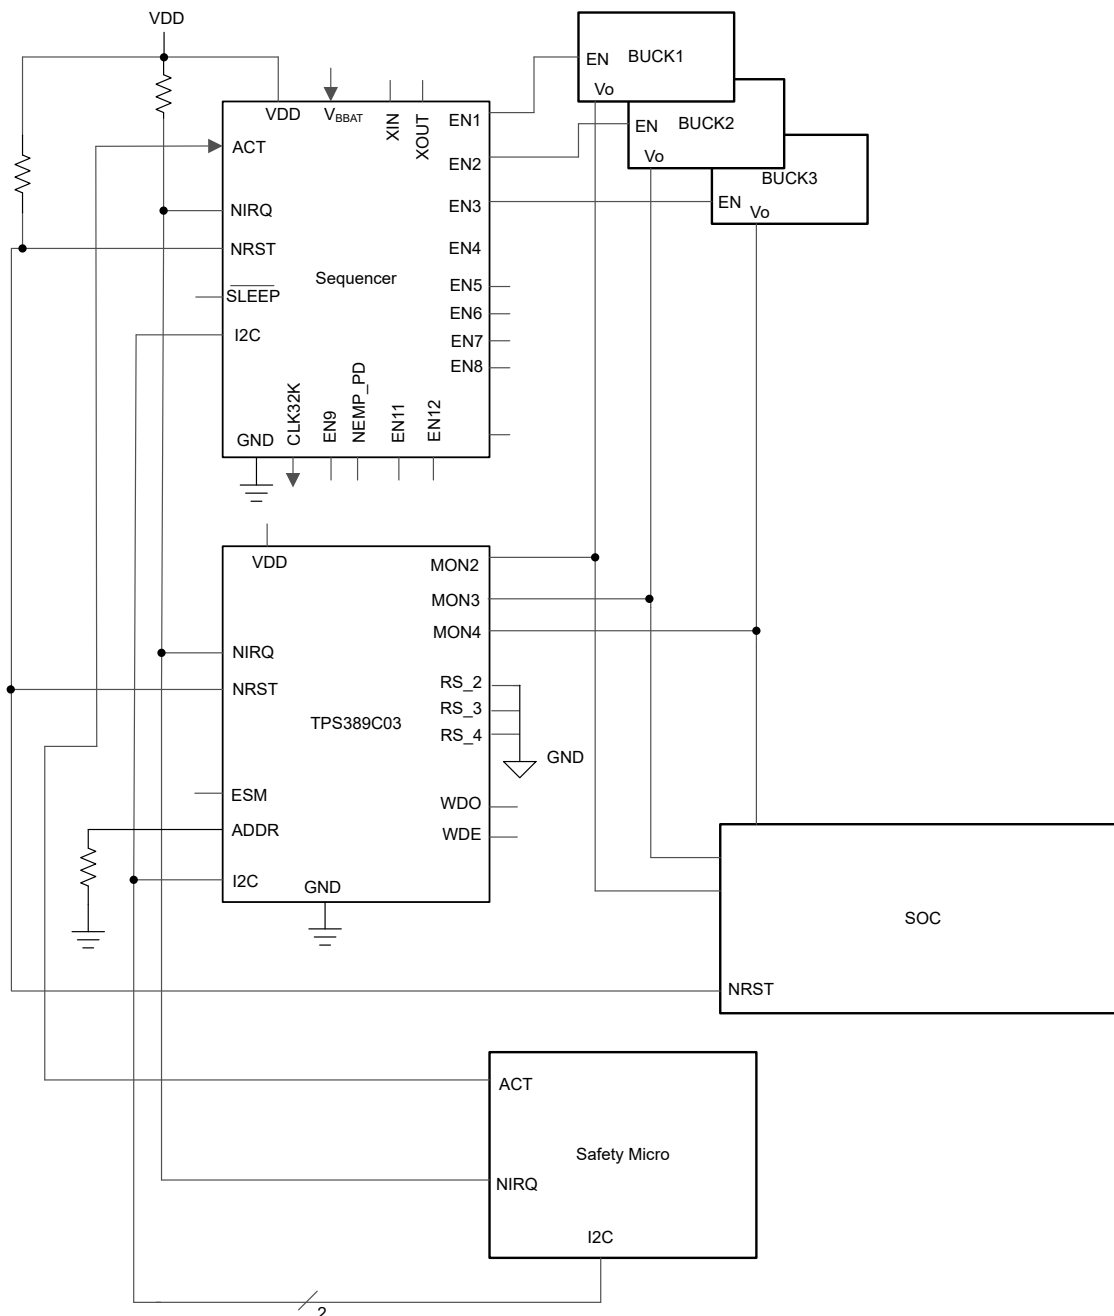 VDD
BUCK1
EN
Vo
BUCK2
EN
Vo
BUCK3
EN
Vo
VDD
VBBAT
XIN
XOUT
EN1
ACT
EN2
NIRQ
EN3
NRST
EN4
Sequencer
SLEEP
EN5
EN6
I2C
EN7
EN8
CLK32K
EN9
NEMP_PD
EN11
EN12
GND
VDD
MON2
MON3
MON4
NIRQ
NRST
RS_2
RS_3
RS_4
TPS389C03
GND
ESM
WDO
ADDR
WDE
I2C
GND
SOC
NRST
ACT
Safety Micro
NIRQ
I2C
2